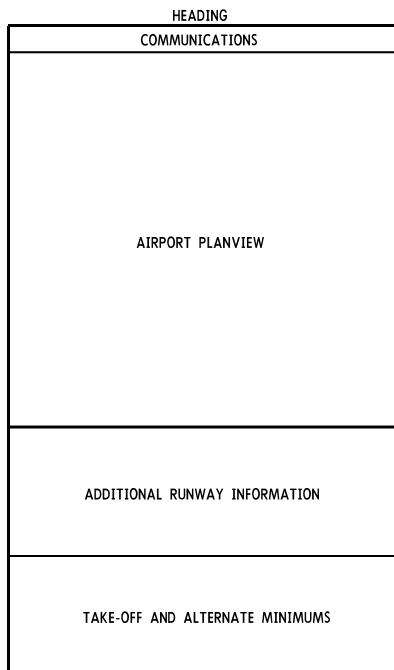 HEADING
COMMUNICATIONS
AIRPORT PLANVIEW
ADDITIONAL RUNWAY INFORMATION
TAKE-OFF AND ALTERNATE MINIMUMS